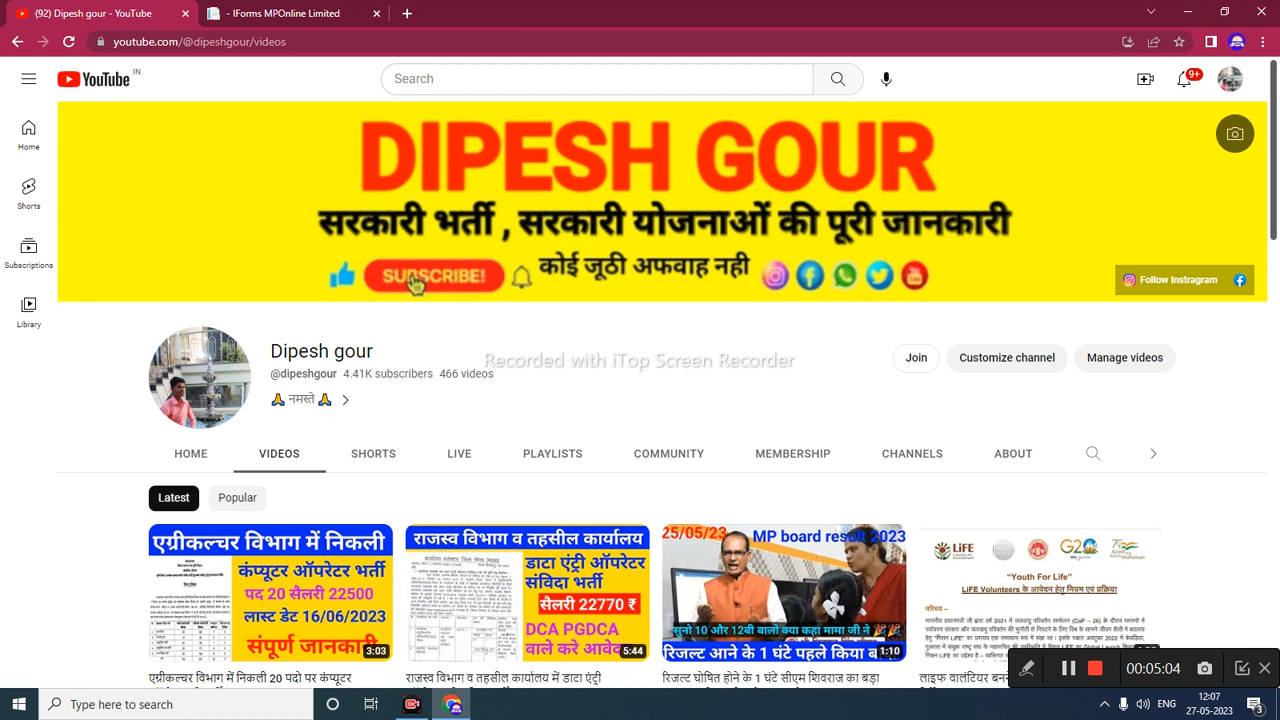 (92) Dipesh gour - YouTube
- IForms MPOnline Limited
youtube.com/@dipeshgour/videos
YouTube IN
Search
9+
Home
Shorts
Subscriptions
Library
DIPESH GOUR
सरकारी भर्ती , सरकारी योजनाओं की पूरी जानकारी
SUBSCRIBE!
कोई जूठी अफवाह नही
Follow Instagram
Dipesh gour
@dipeshgour 4.41K subscribers 466 videos
🙏 नमस्ते 🙏
Recorded with iTop Screen Recorder
Join
Customize channel
Manage videos
HOME
VIDEOS
SHORTS
LIVE
PLAYLISTS
COMMUNITY
MEMBERSHIP
CHANNELS
ABOUT
Latest
Popular
एग्रीकल्चर विभाग में निकली
कंप्यूटर ऑपरेटर भर्ती
पद 20 सैलरी 22500
लास्ट डेट 16/06/2023
संपूर्ण जानका
3:03
एग्रीकल्चर विभाग में निकली 20 पदो पर कंप्यूटर
राजस्व विभाग व तहसील कार्यालय
डाटा एंट्री ऑपरेटर
संविदा भर्ती
सैलरी 22770 ₹
DCA PGDCA
वाले करे आवे
5:44
राजस्व विभाग व तहसील कार्यालय में डाटा एंट्री
25/05/23
MP board result 2023
सुनो 10 और 12वी वालो क्या कहा मामा जी ने
रिजल्ट आने के 1 घंटे पहले किया ब
1:10
रिजल्ट घोषित होने के 1 घंटे सीएम शिवराज का बड़ा
LiFE
G20
"Youth For Life"
LiFE Volunteers के आवेदन हेतु नियम एवं प्रक्रिया
परिचय -
लाइफ वालंटियर बन
00:05:04
Type here to search
ENG
12:07
27-05-2023
3